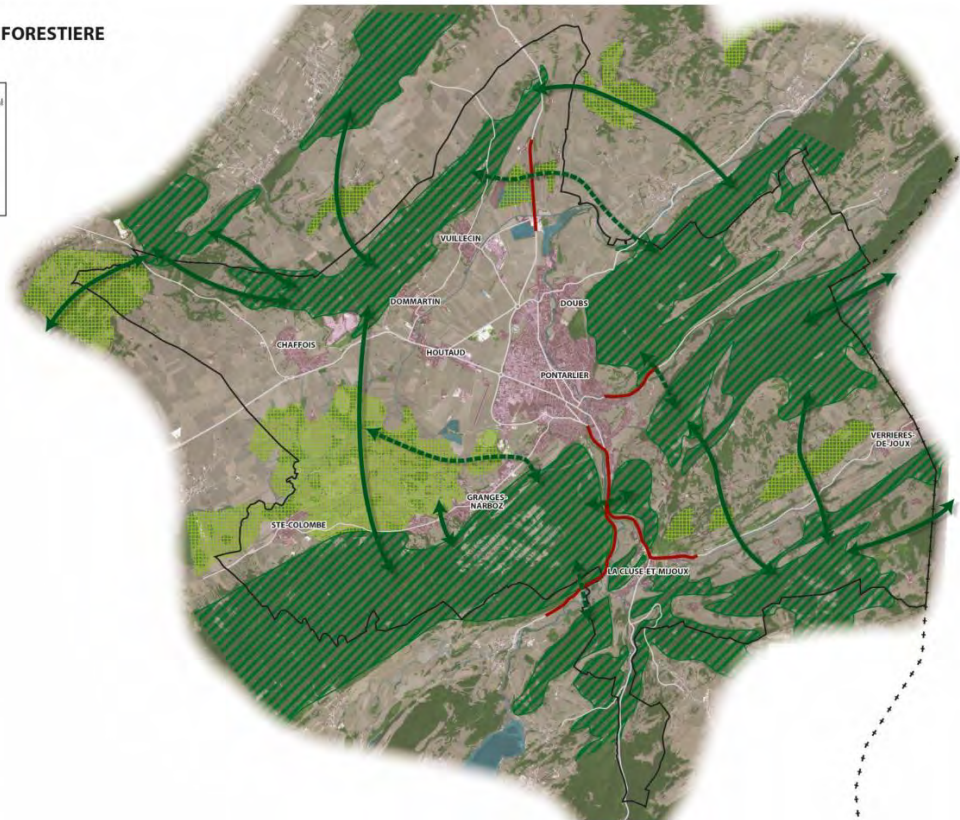 FORESTIERE
VUILLECIN
DOMMARTIN
DOUBS
CHAFFOIS
HOUTAUD
PONTARLIER
VERRIERES-
DE-JOUX
GRANGES-
NARBOZ
STE-COLOMBE
LA CLUSE-ET-MIJOUX